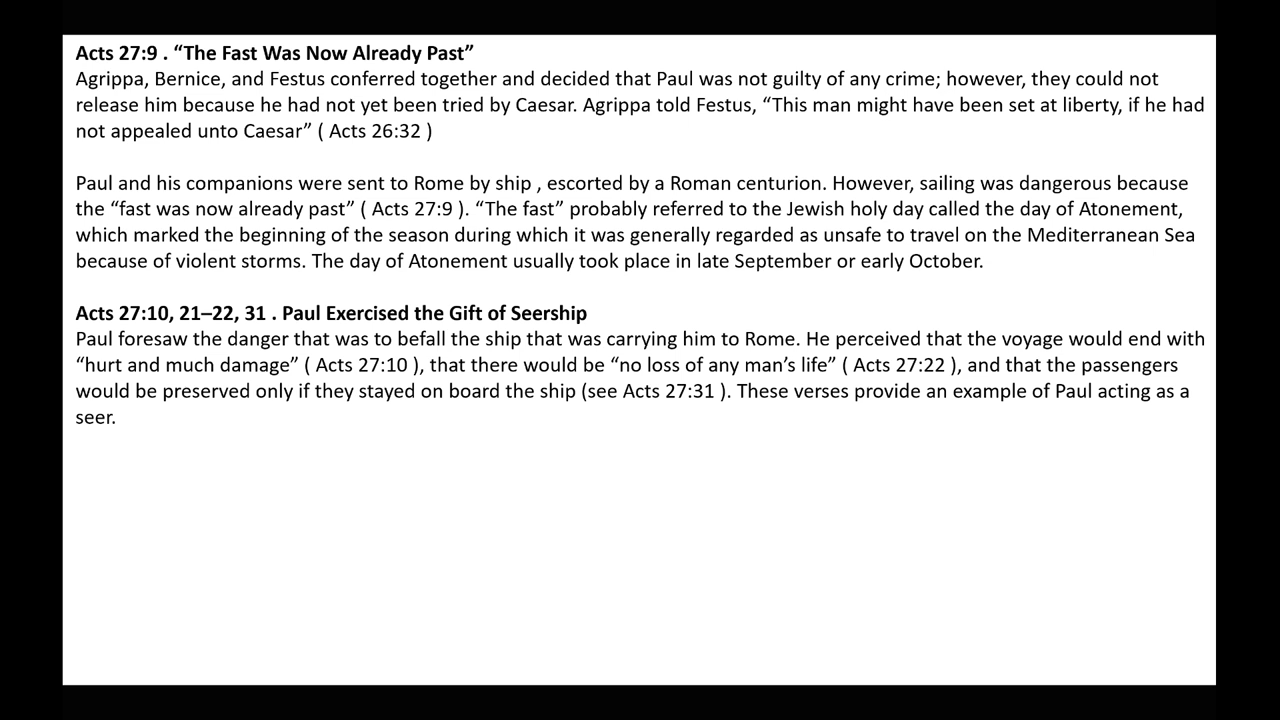 Acts 27:9 . “The Fast Was Now Already Past”
Agrippa, Bernice, and Festus conferred together and decided that Paul was not guilty of any crime; however, they could not
release him because he had not yet been tried by Caesar. Agrippa told Festus, “This man might have been set at liberty, if he had
not appealed unto Caesar” ( Acts 26:32 )
Paul and his companions were sent to Rome by ship , escorted by a Roman centurion. However, sailing was dangerous because
the “fast was now already past” ( Acts 27:9 ). “The fast” probably referred to the Jewish holy day called the day of Atonement,
which marked the beginning of the season during which it was generally regarded as unsafe to travel on the Mediterranean Sea
because of violent storms. The day of Atonement usually took place in late September or early October.
Acts 27:10, 21–22, 31 . Paul Exercised the Gift of Seership
Paul foresaw the danger that was to befall the ship that was carrying him to Rome. He perceived that the voyage would end with
“hurt and much damage” ( Acts 27:10 ), that there would be “no loss of any man’s life” ( Acts 27:22 ), and that the passengers
would be preserved only if they stayed on board the ship (see Acts 27:31 ). These verses provide an example of Paul acting as a
seer.